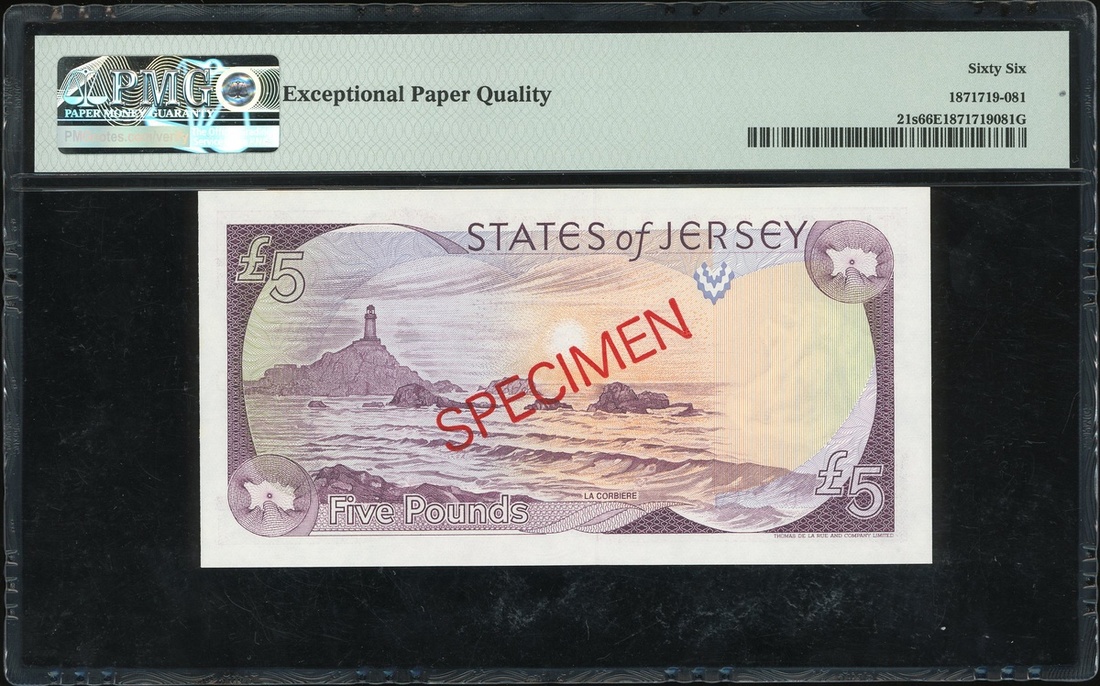 PMG
PAPER MONEY GUARANTY
Exceptional Paper Quality
Sixty Six
1871719-081
21s66E1871719081G
STATES of JERSEY
£5
SPECIMEN
LA CORBIERE
Five Pounds
£5
THOMAS DE LA RUE AND COMPANY LIMITED